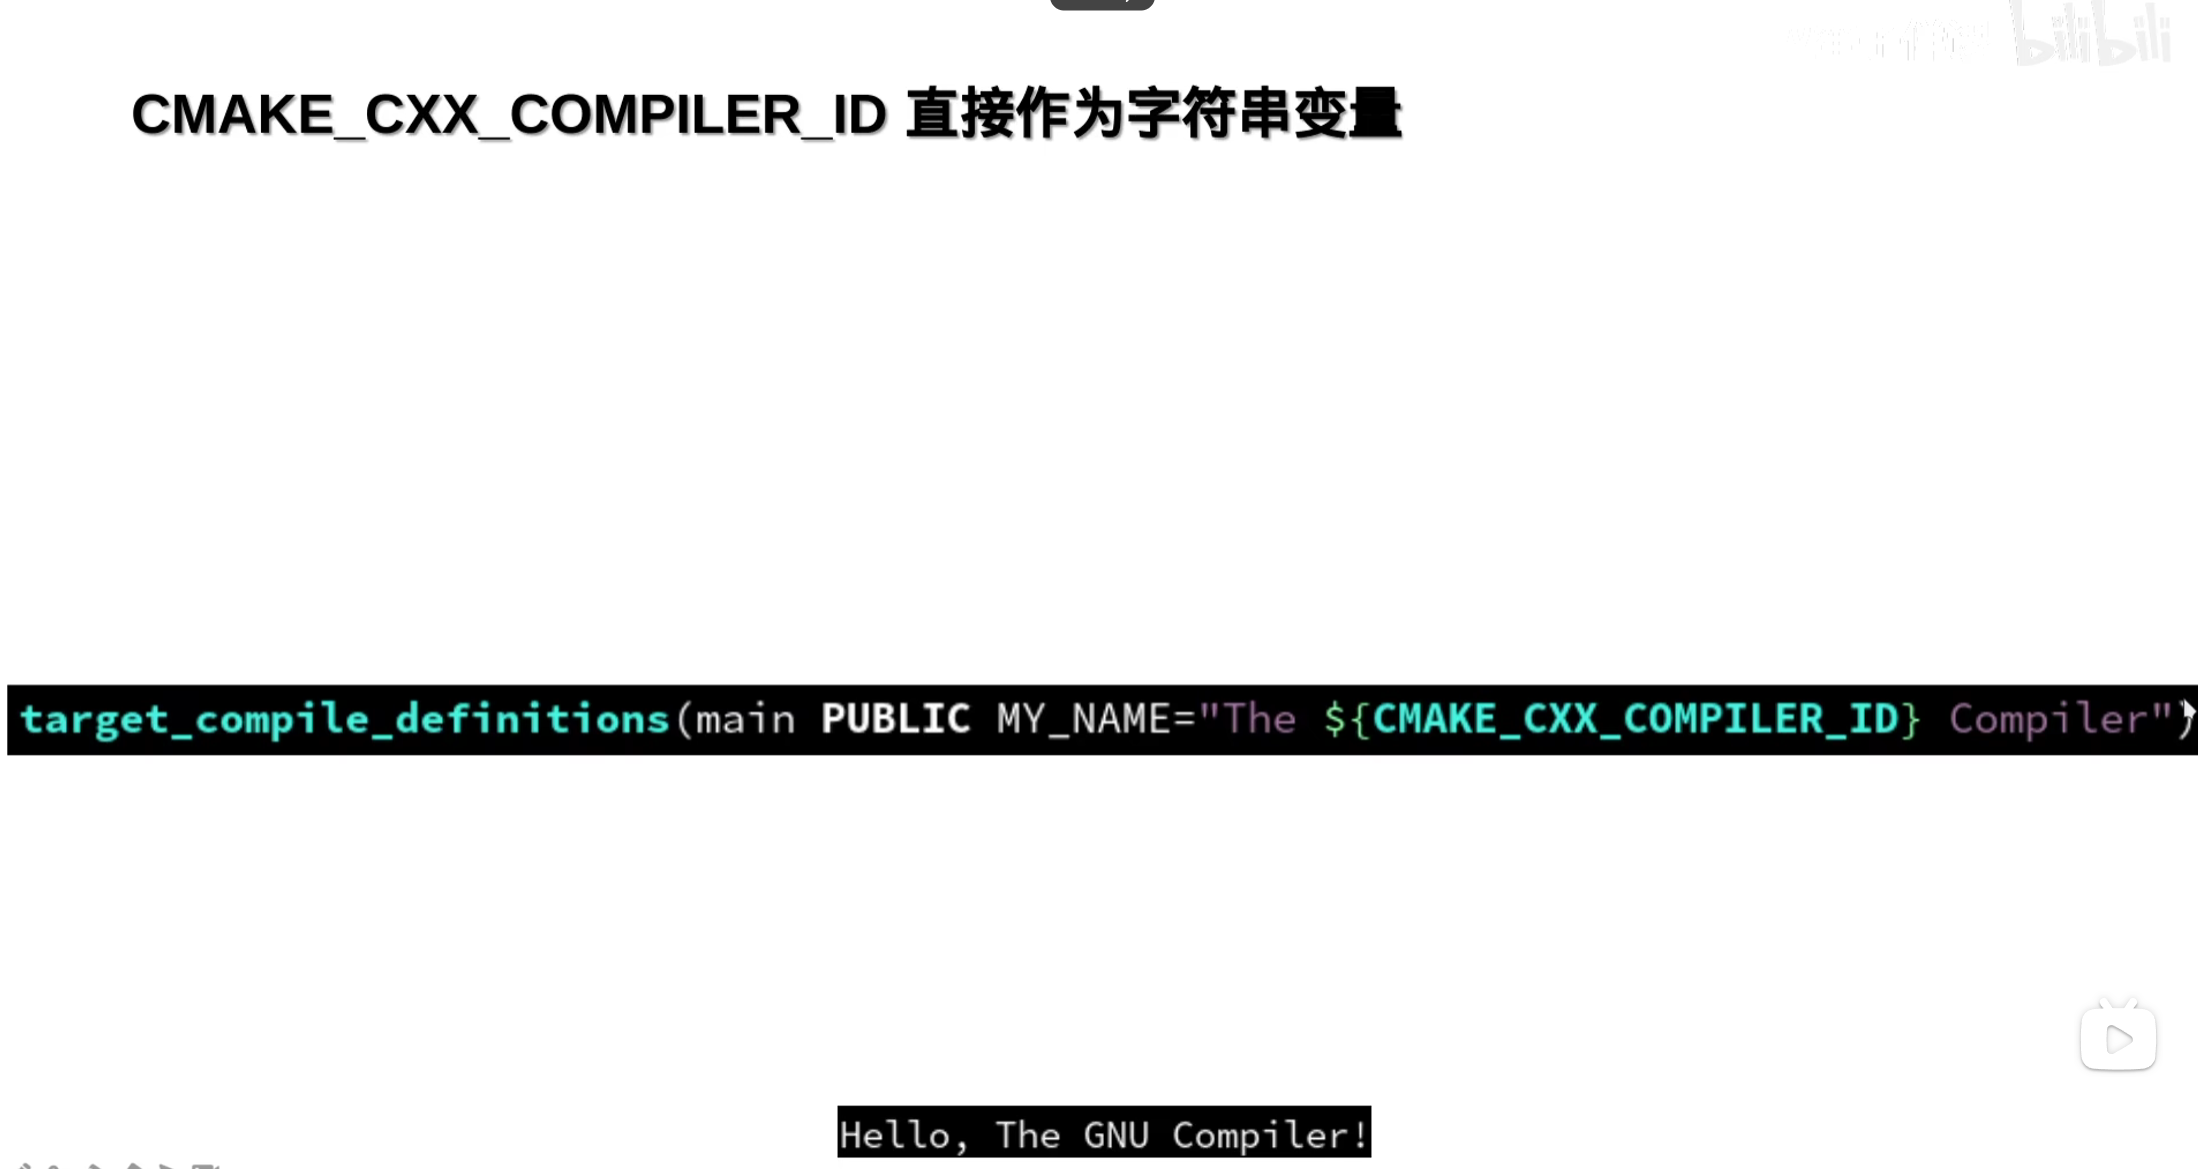 bilibili
CMAKE_CXX_COMPILER_ID 直接作为字符串变量
target_compile_definitions(main PUBLIC MY_NAME="The ${CMAKE_CXX_COMPILER_ID} Compiler")
Hello, The GNU Compiler!